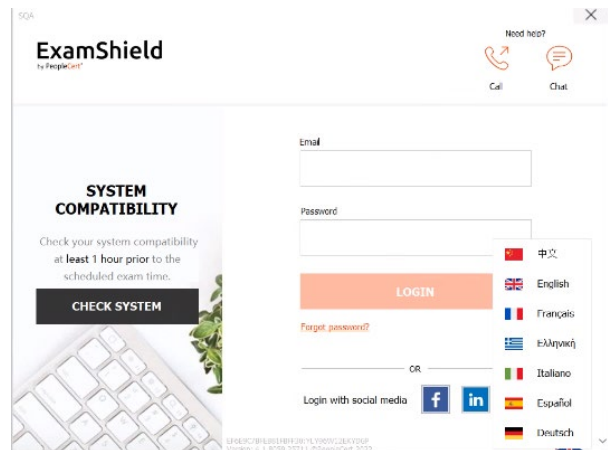 SQA
ExamShield
by PeopleCert
Need help?
Call
Chat
SYSTEM
COMPATIBILITY
Check your system compatibility
at least 1 hour prior to the
scheduled exam time.
CHECK SYSTEM
Email
Password
LOGIN
Forgot password?
OR
Login with social media
f
in
中文
English
Français
Ελληνική
Italiano
Español
Deutsch